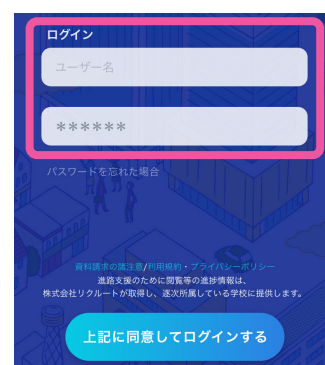 ログイン
ユーザー名
******
パスワードを忘れた場合
資料請求の諸注意/利用規約・プライバシーポリシー
進路支援のために閲覧等の進捗情報は、
株式会社リクルートが取得し、逐次所属している学校に提供します。
上記に同意してログインする